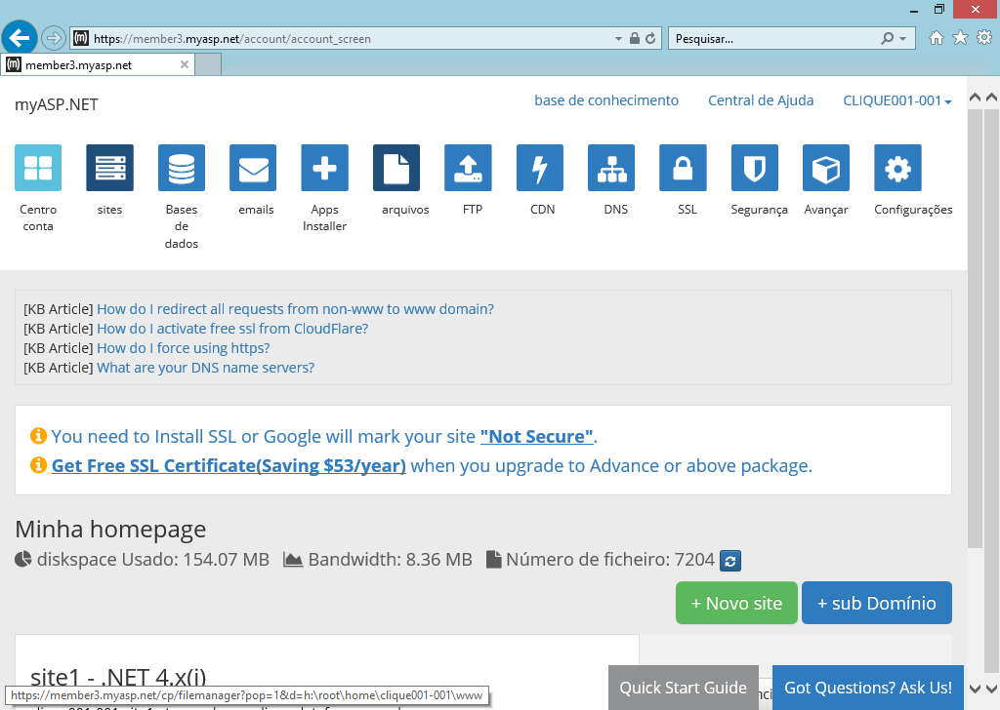 https://member3.myasp.net/account/account_screen
Pesquisar...
member3.myasp.net
myASP.NET
base de conhecimento
Central de Ajuda
CLIQUE001-001
Centro conta
sites
Bases de dados
emails
Apps Installer
arquivos
FTP
CDN
DNS
SSL
Segurança
Avançar
Configurações
[KB Article] How do I redirect all requests from non-www to www domain?
[KB Article] How do I activate free ssl from CloudFlare?
[KB Article] How do I force using https?
[KB Article] What are your DNS name servers?
You need to Install SSL or Google will mark your site "Not Secure".
Get Free SSL Certificate(Saving $53/year) when you upgrade to Advance or above package.
Minha homepage
diskspace Usado: 154.07 MB Bandwidth: 8.36 MB Número de ficheiro: 7204
+ Novo site
+ sub Domínio
site1 - .NET 4.x(i)
https://member3.myasp.net/cp/filemanager?pop=1&d=h:\root\home\clique001-001\www
Quick Start Guide
Got Questions? Ask Us!